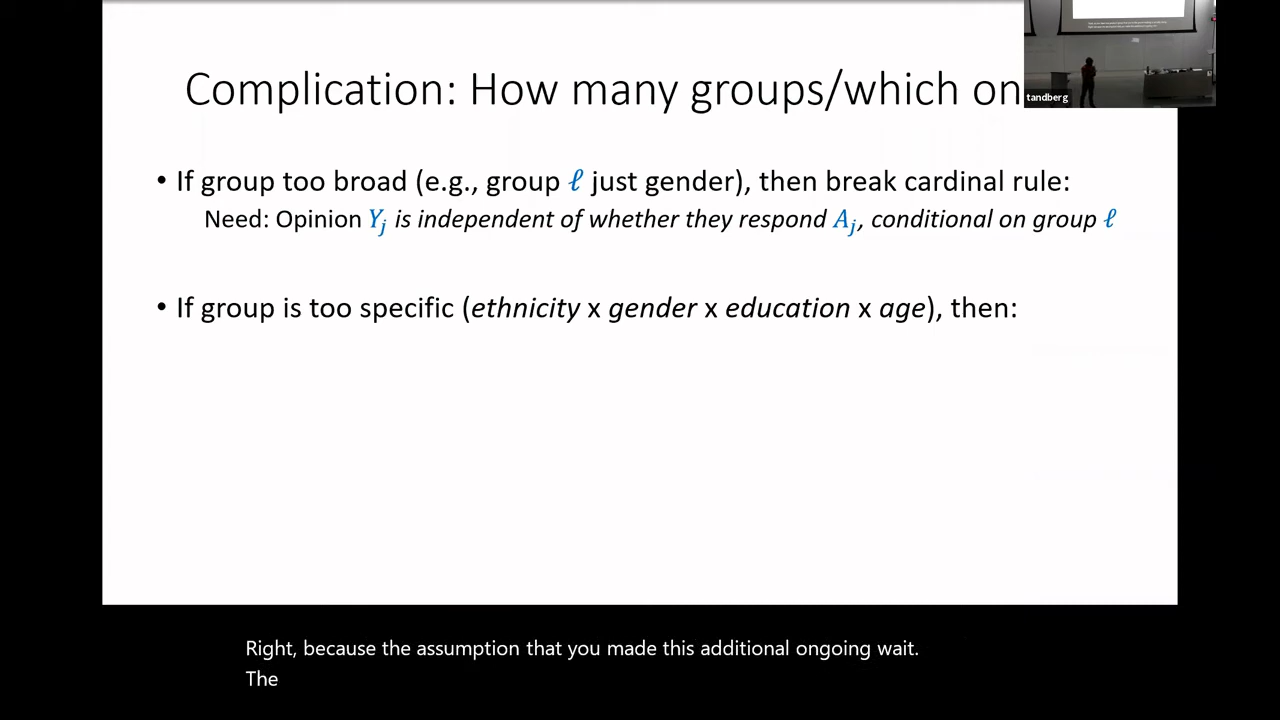 Complication: How many groups/which on
tandberg
• If group too broad (e.g., group ℓ just gender), then break cardinal rule:
Need: Opinion Yⱼ is independent of whether they respond Aⱼ, conditional on group ℓ
• If group is too specific (ethnicity x gender x education x age), then:
Right, because the assumption that you made this additional ongoing wait.
The